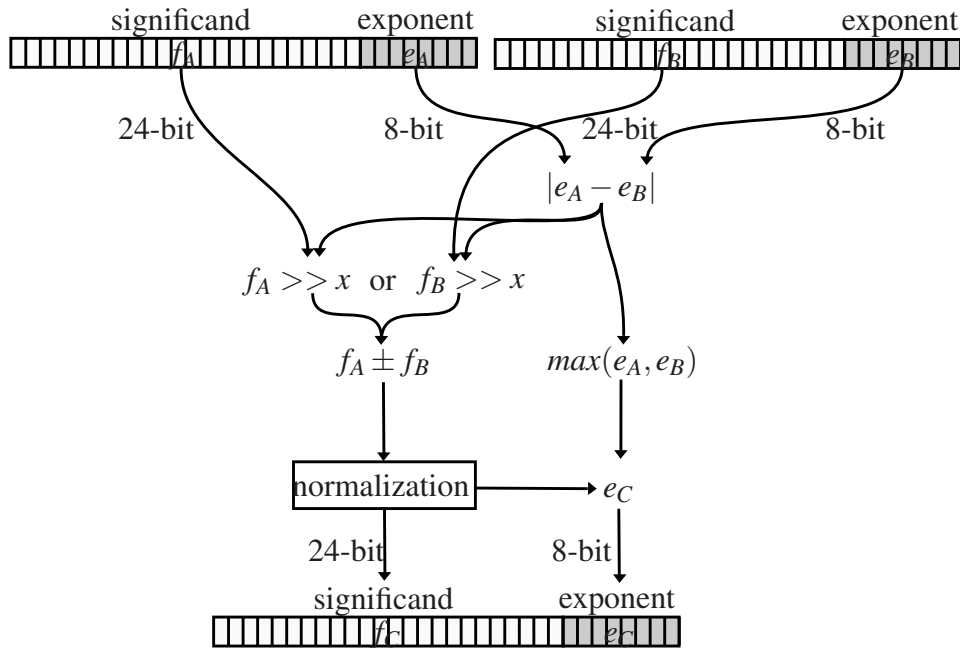 significand exponent significand exponent
f_A e_A f_B e_B
24-bit 8-bit 24-bit 8-bit
|e_A − e_B|
f_A >> x or f_B >> x
f_A ± f_B max(e_A, e_B)
normalization e_C
24-bit 8-bit
significand exponent
f_C e_C